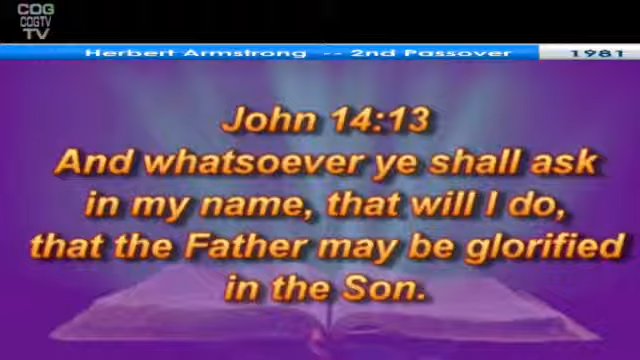 COG
COGTV
TV
Herbert Armstrong -- 2nd Passover 1981
John 14:13
And whatsoever ye shall ask
in my name, that will I do,
that the Father may be glorified
in the Son.